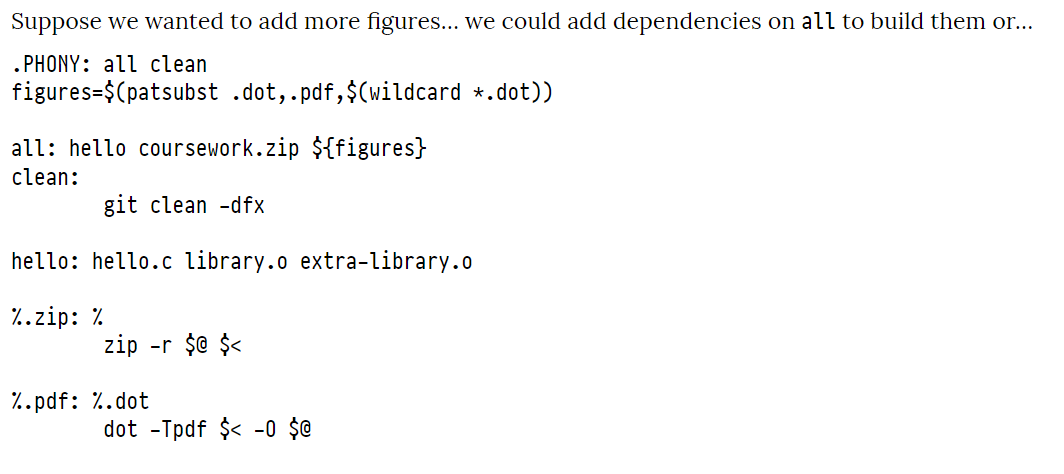 Suppose we wanted to add more figures... we could add dependencies on all to build them or...
.PHONY: all clean
figures=$(patsubst .dot,.pdf,$(wildcard *.dot))
all: hello coursework.zip ${figures}
clean:
git clean -dfx
hello: hello.c library.o extra-library.o
%.zip: %
zip -r $@ $<
%.pdf: %.dot
dot -Tpdf $< -O $@